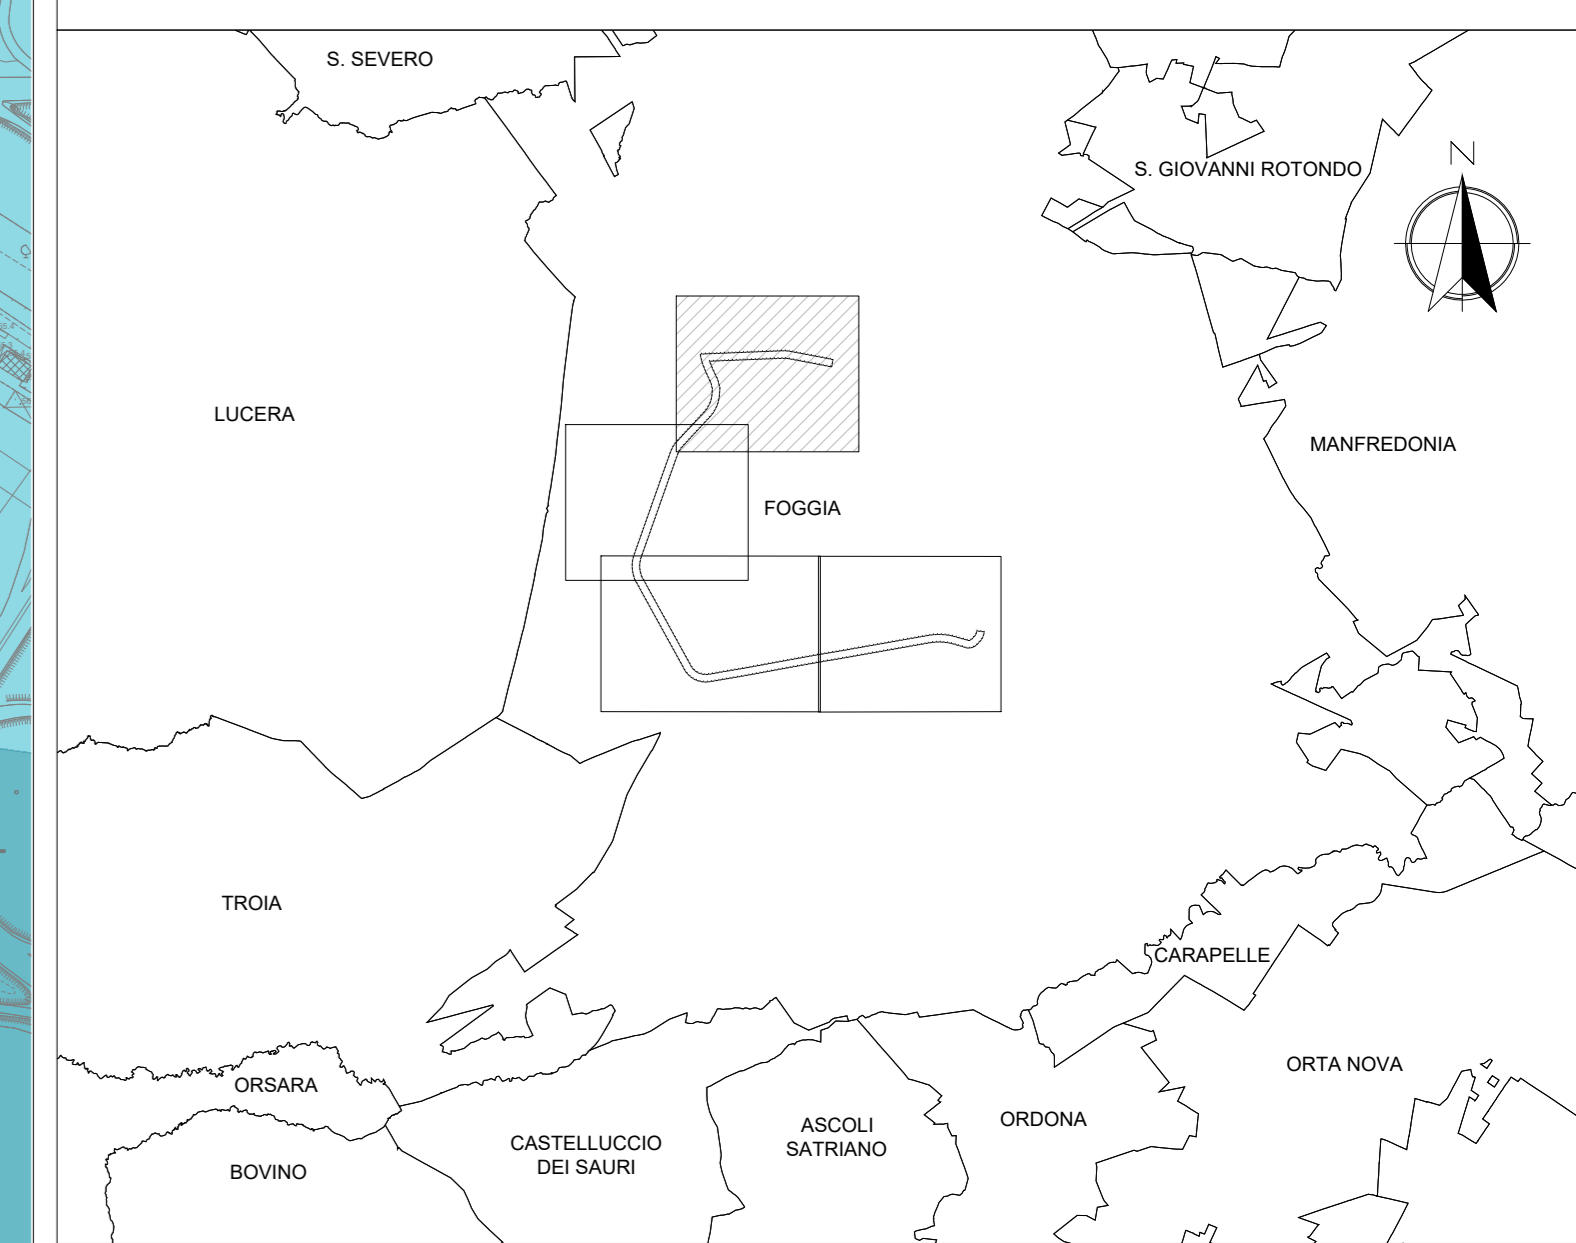 S. SEVERO
N
S. GIOVANNI ROTONDO
LUCERA
MANFREDONIA
FOGGIA
TROIA
CARAPELLE
ORTA NOVA
ORSARA
ORDONA
ASCOLI
SATRIANO
CASTELLUCCIO
DEI SAURI
BOVINO